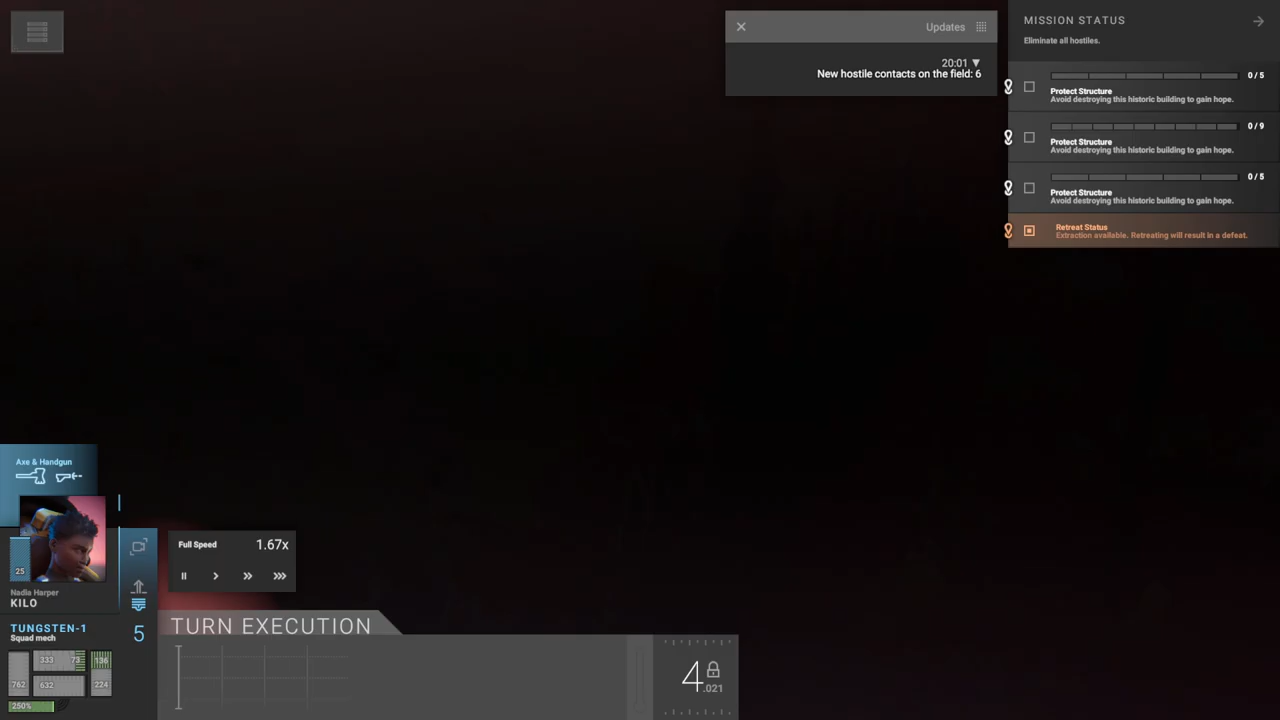 Updates
20:01
New hostile contacts on the field: 6
MISSION STATUS
Eliminate all hostiles.
0 / 5
Protect Structure
Avoid destroying this historic building to gain hope.
0 / 9
Protect Structure
Avoid destroying this historic building to gain hope.
0 / 5
Protect Structure
Avoid destroying this historic building to gain hope.
Retreat Status
Extraction available. Retreating will result in a defeat.
Axe & Handgun
25
Nadia Harper
KILO
TUNGSTEN-1
Squad mech
5
333 73 136
762 632 224
250%
Full Speed 1.67x
TURN EXECUTION
4.021